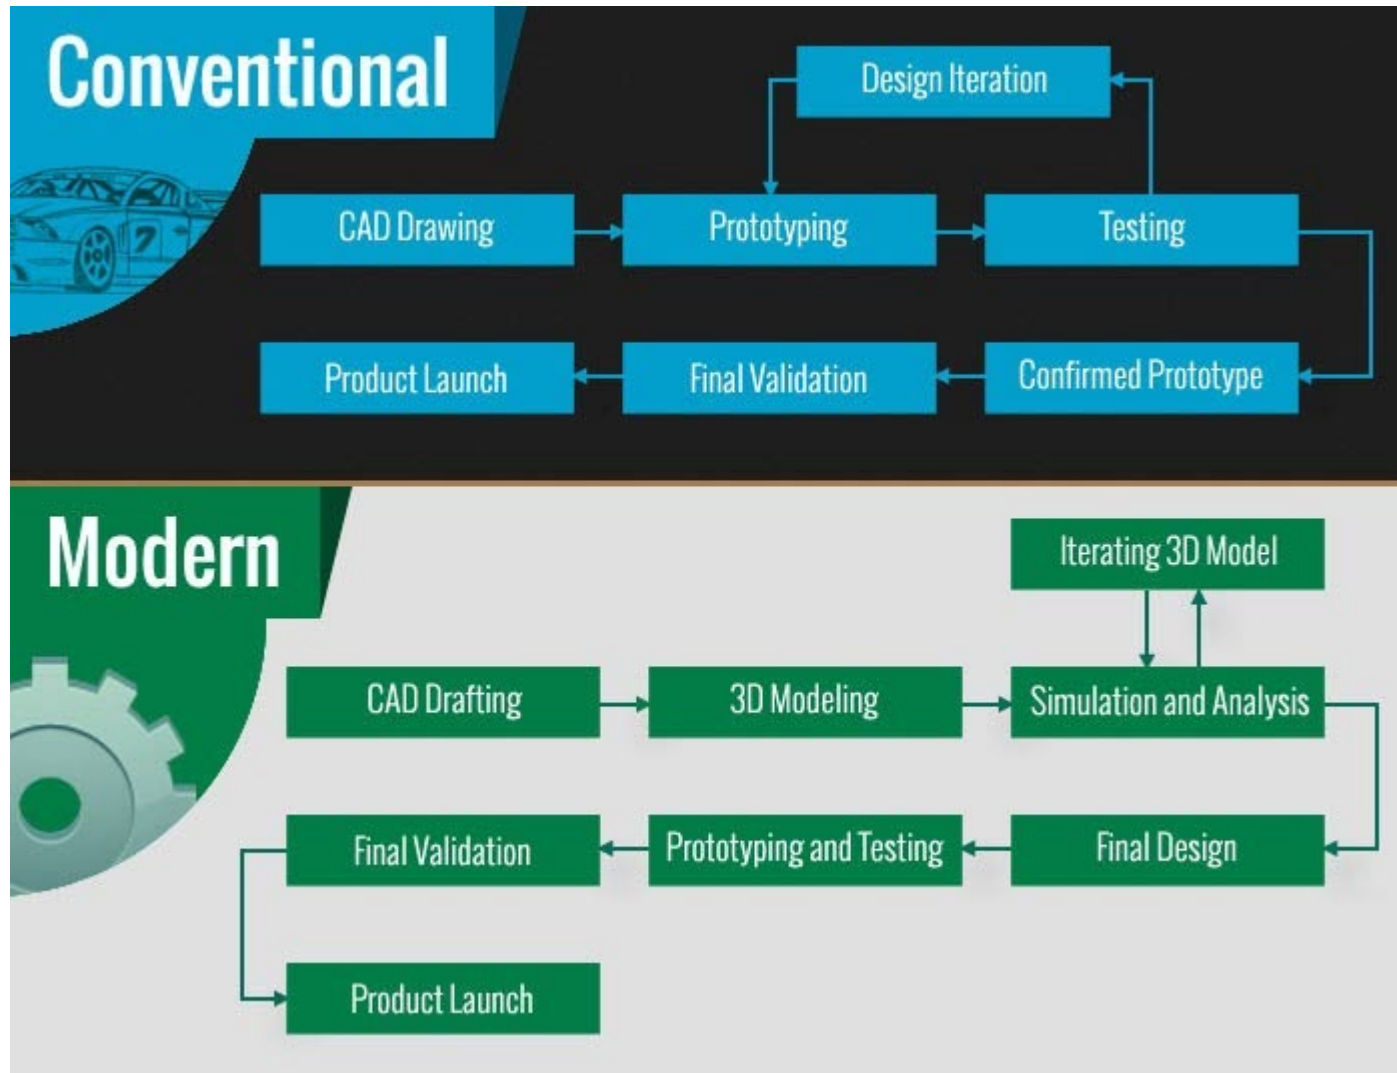 Conventional
Design Iteration
CAD Drawing
Prototyping
Testing
Product Launch
Final Validation
Confirmed Prototype
Modern
Iterating 3D Model
CAD Drafting
3D Modeling
Simulation and Analysis
Final Validation
Prototyping and Testing
Final Design
Product Launch
7